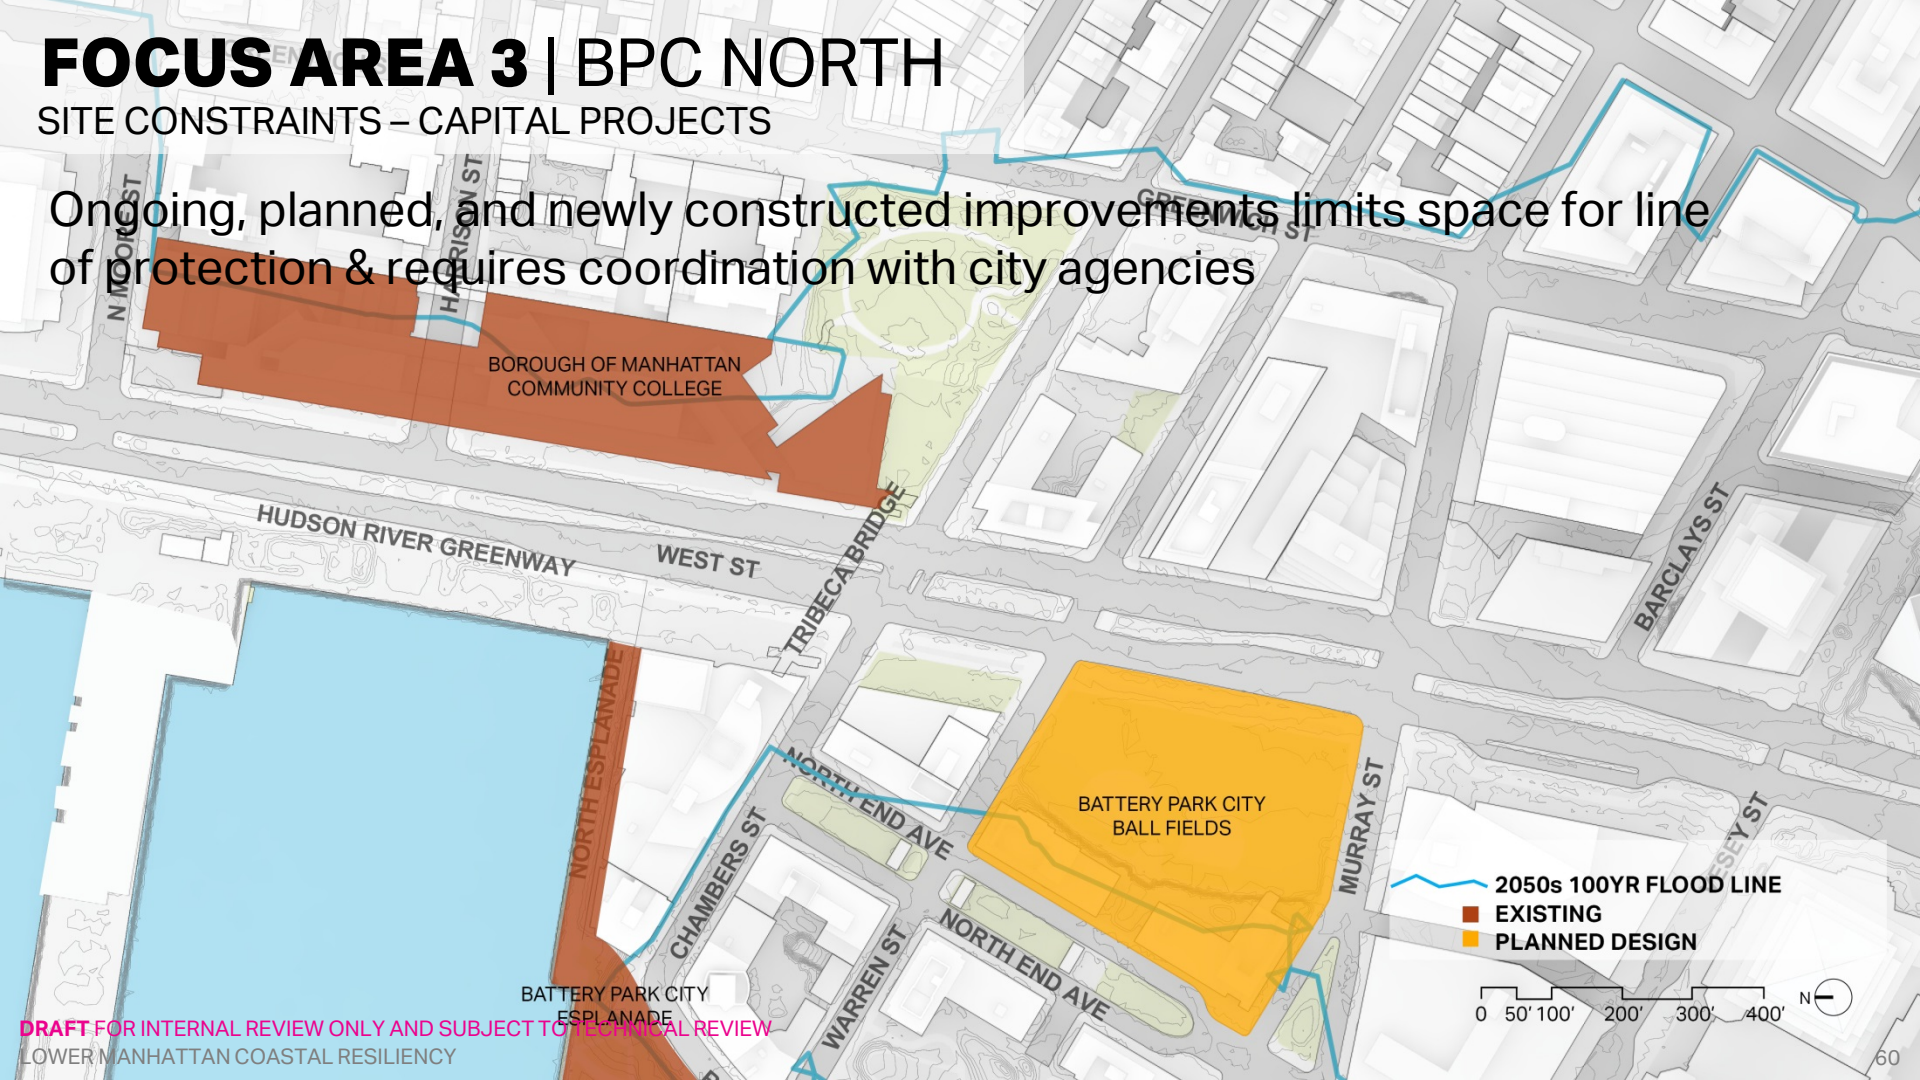 FOCUS AREA 3 | BPC NORTH
SITE CONSTRAINTS – CAPITAL PROJECTS
Ongoing, planned, and newly constructed improvements limits space for line
of protection & requires coordination with city agencies
N MOORE ST
HARRISON ST
GREENWICH ST
BOROUGH OF MANHATTAN
COMMUNITY COLLEGE
HUDSON RIVER GREENWAY
WEST ST
TRIBECA BRIDGE
BARCLAYS ST
NORTH ESPLANADE
NORTH END AVE
BATTERY PARK CITY
BALL FIELDS
MURRAY ST
CHAMBERS ST
WARREN ST
NORTH END AVE
BATTERY PARK CITY
ESPLANADE
2050s 100YR FLOOD LINE
EXISTING
PLANNED DESIGN
0 50' 100' 200' 300' 400'
N
DRAFT FOR INTERNAL REVIEW ONLY AND SUBJECT TO TECHNICAL REVIEW
LOWER MANHATTAN COASTAL RESILIENCY
60